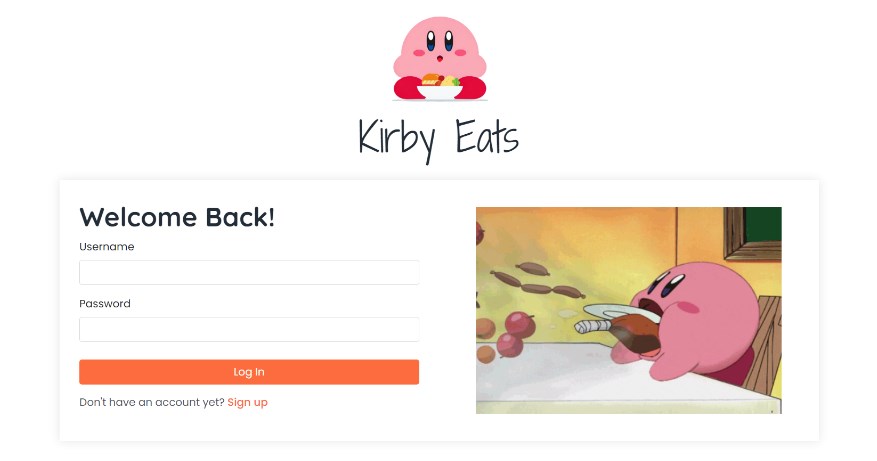 Kirby Eats
Welcome Back!
Username
Password
Log In
Don't have an account yet? Sign up